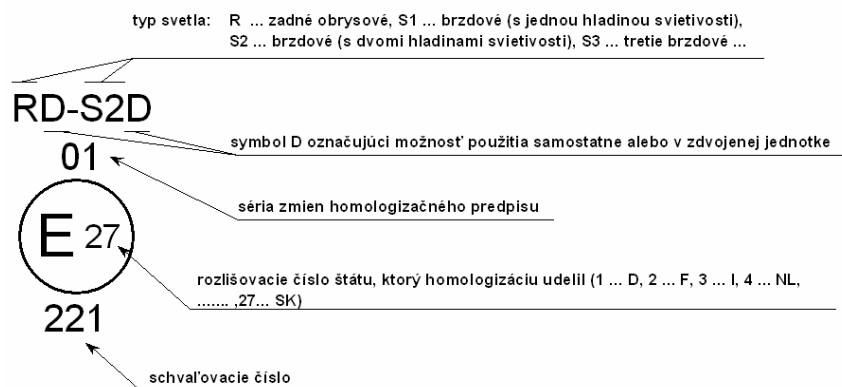 typ svetla: R ... zadné obrysové, S1 ... brzdové (s jednou hladinou svietivosti),
S2 ... brzdové (s dvomi hladinami svietivosti), S3 ... tretie brzdové ...
RD-S2D
symbol D označujúci možnosť použitia samostatne alebo v zdvojenej jednotke
01
séria zmien homologizačného predpisu
E 27
rozlišovacie číslo štátu, ktorý homologizáciu udelil (1 ... D, 2 ... F, 3 ... I, 4 ... NL,
....... ,27... SK)
221
schvaľovacie číslo